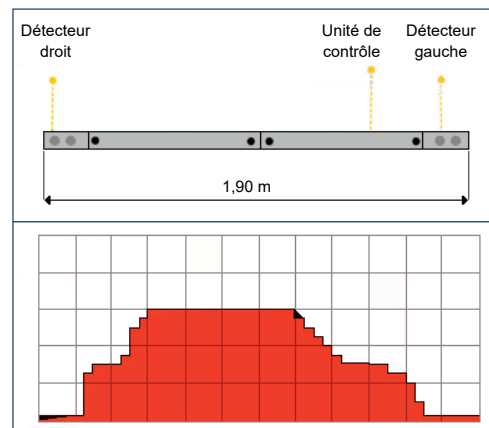 Détecteur
droit
Unité de
contrôle
Détecteur
gauche
1,90 m